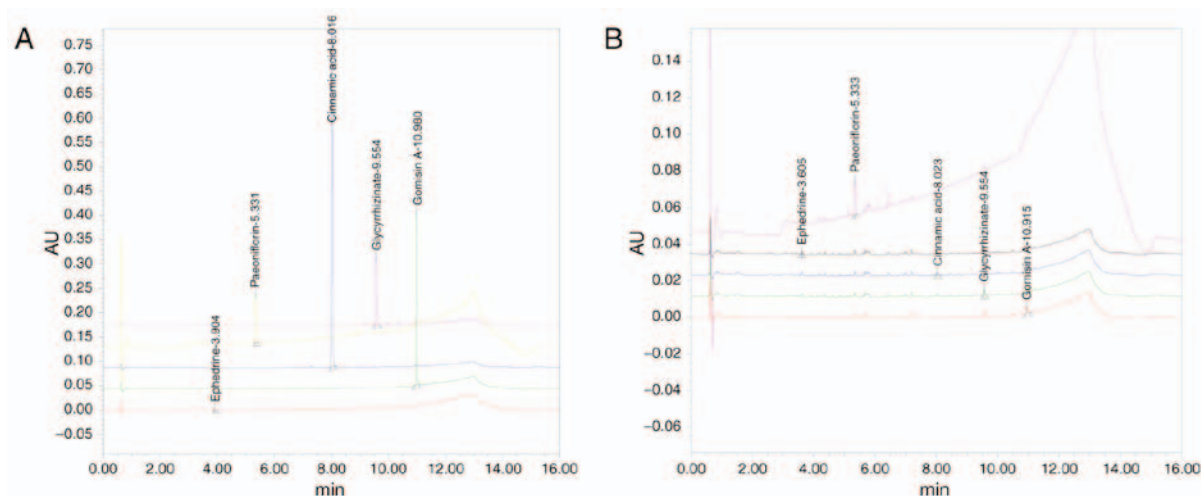 A
AU
0.75
0.70
0.65
0.60
0.55
0.50
0.45
0.40
0.35
0.30
0.25
0.20
0.15
0.10
0.05
0.00
−0.05
Ephedrine-3.904
Paeoniflorin-5.331
Cinnamic acid-8.016
Glycyrrhizinate-9.554
Gomisin A-10.980
0.00 2.00 4.00 6.00 8.00 10.00 12.00 14.00 16.00
min
B
AU
0.14
0.12
0.10
0.08
0.06
0.04
0.02
0.00
−0.02
−0.04
−0.06
Ephedrine-3.605
Paeoniflorin-5.333
Cinnamic acid-8.023
Glycyrrhizinate-9.554
Gomisin A-10.915
0.00 2.00 4.00 6.00 8.00 10.00 12.00 14.00 16.00
min